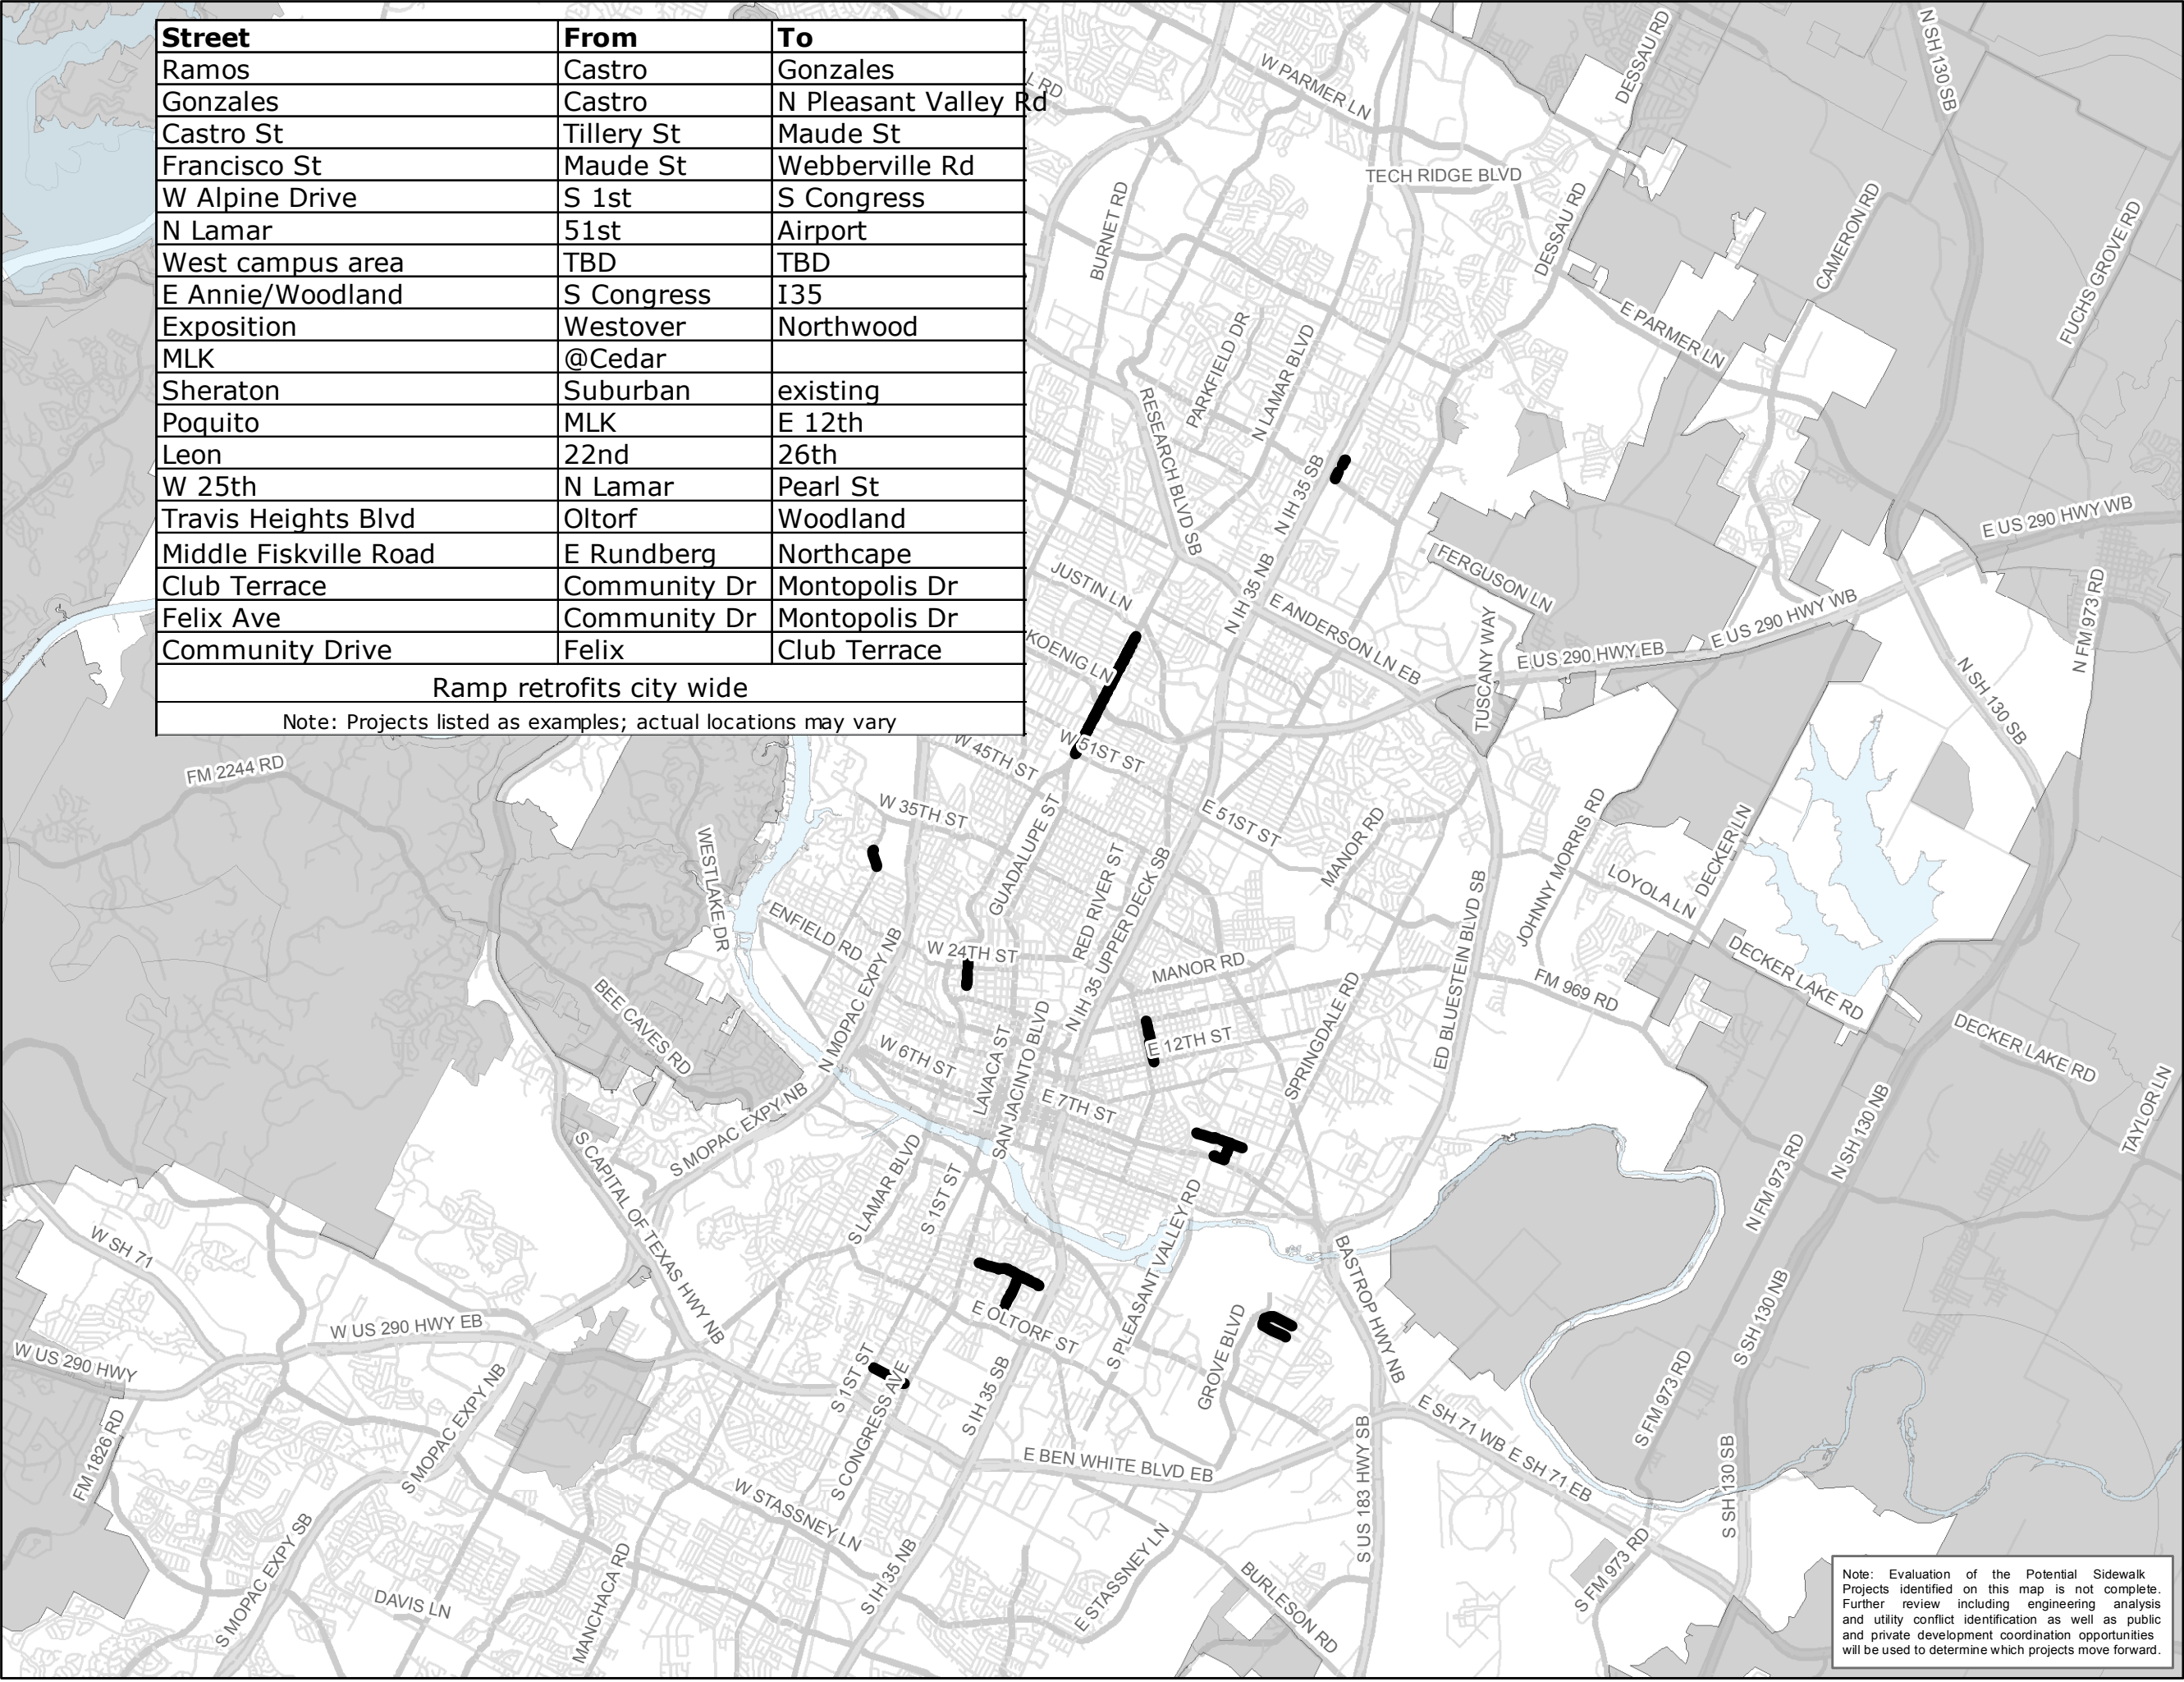 Street From To
Ramos Castro Gonzales
Gonzales Castro N Pleasant Valley Rd
Castro St Tillery St Maude St
Francisco St Maude St Webberville Rd
W Alpine Drive S 1st S Congress
N Lamar 51st Airport
West campus area TBD TBD
E Annie/Woodland S Congress I35
Exposition Westover Northwood
MLK @Cedar
Sheraton Suburban existing
Poquito MLK E 12th
Leon 22nd 26th
W 25th N Lamar Pearl St
Travis Heights Blvd Oltorf Woodland
Middle Fiskville Road E Rundberg Northcape
Club Terrace Community Dr Montopolis Dr
Felix Ave Community Dr Montopolis Dr
Community Drive Felix Club Terrace
Ramp retrofits city wide
Note: Projects listed as examples; actual locations may vary
L RD
W PARMER LN
DESSAU RD
N SH 130 SB
TECH RIDGE BLVD
BURNET RD
DESSAU RD
CAMERON RD
FUCHS GROVE RD
E PARMER LN
PARKFIELD DR
N LAMAR BLVD
RESEARCH BLVD SB
N IH 35 SB
E US 290 HWY WB
FERGUSON LN
JUSTIN LN
N IH 35 NB
E ANDERSON LN EB
TUSCANY WAY
E US 290 HWY EB
E US 290 HWY WB
N FM 973 RD
KOENIG LN
N SH 130 SB
W 51ST ST
W 45TH ST
FM 2244 RD
W 35TH ST
GUADALUPE ST
E 51ST ST
MANOR RD
JOHNNY MORRIS RD
DECKER LN
LOYOLA LN
WESTLAKE DR
RED RIVER ST
N IH 35 UPPER DECK SB
ENFIELD RD
W 24TH ST
MANOR RD
ED BLUESTEIN BLVD SB
FM 969 RD
DECKER LAKE RD
DECKER LAKE RD
BEE CAVES RD
N MOPAC EXPY NB
SPRINGDALE RD
E 12TH ST
W 6TH ST
LAVACA ST
SAN JACINTO BLVD
E 7TH ST
TAYLOR LN
S MOPAC EXPY NB
S CAPITAL OF TEXAS HWY NB
S LAMAR BLVD
S 1ST ST
S PLEASANT VALLEY RD
N FM 973 RD
N SH 130 NB
W SH 71
BASTROP HWY NB
S SH 130 NB
W US 290 HWY EB
W US 290 HWY
E OLTORF ST
GROVE BLVD
S 1ST ST
S CONGRESS AVE
S IH 35 SB
S FM 973 RD
FM 1826 RD
S MOPAC EXPY NB
E BEN WHITE BLVD EB
E SH 71 WB
E SH 71 EB
S US 183 HWY SB
S SH 130 SB
W STASSNEY LN
S MOPAC EXPY SB
MANCHACA RD
S IH 35 NB
E STASSNEY LN
BURLESON RD
S FM 973 RD
DAVIS LN
Note: Evaluation of the Potential Sidewalk
Projects identified on this map is not complete.
Further review including engineering analysis
and utility conflict identification as well as public
and private development coordination opportunities
will be used to determine which projects move forward.